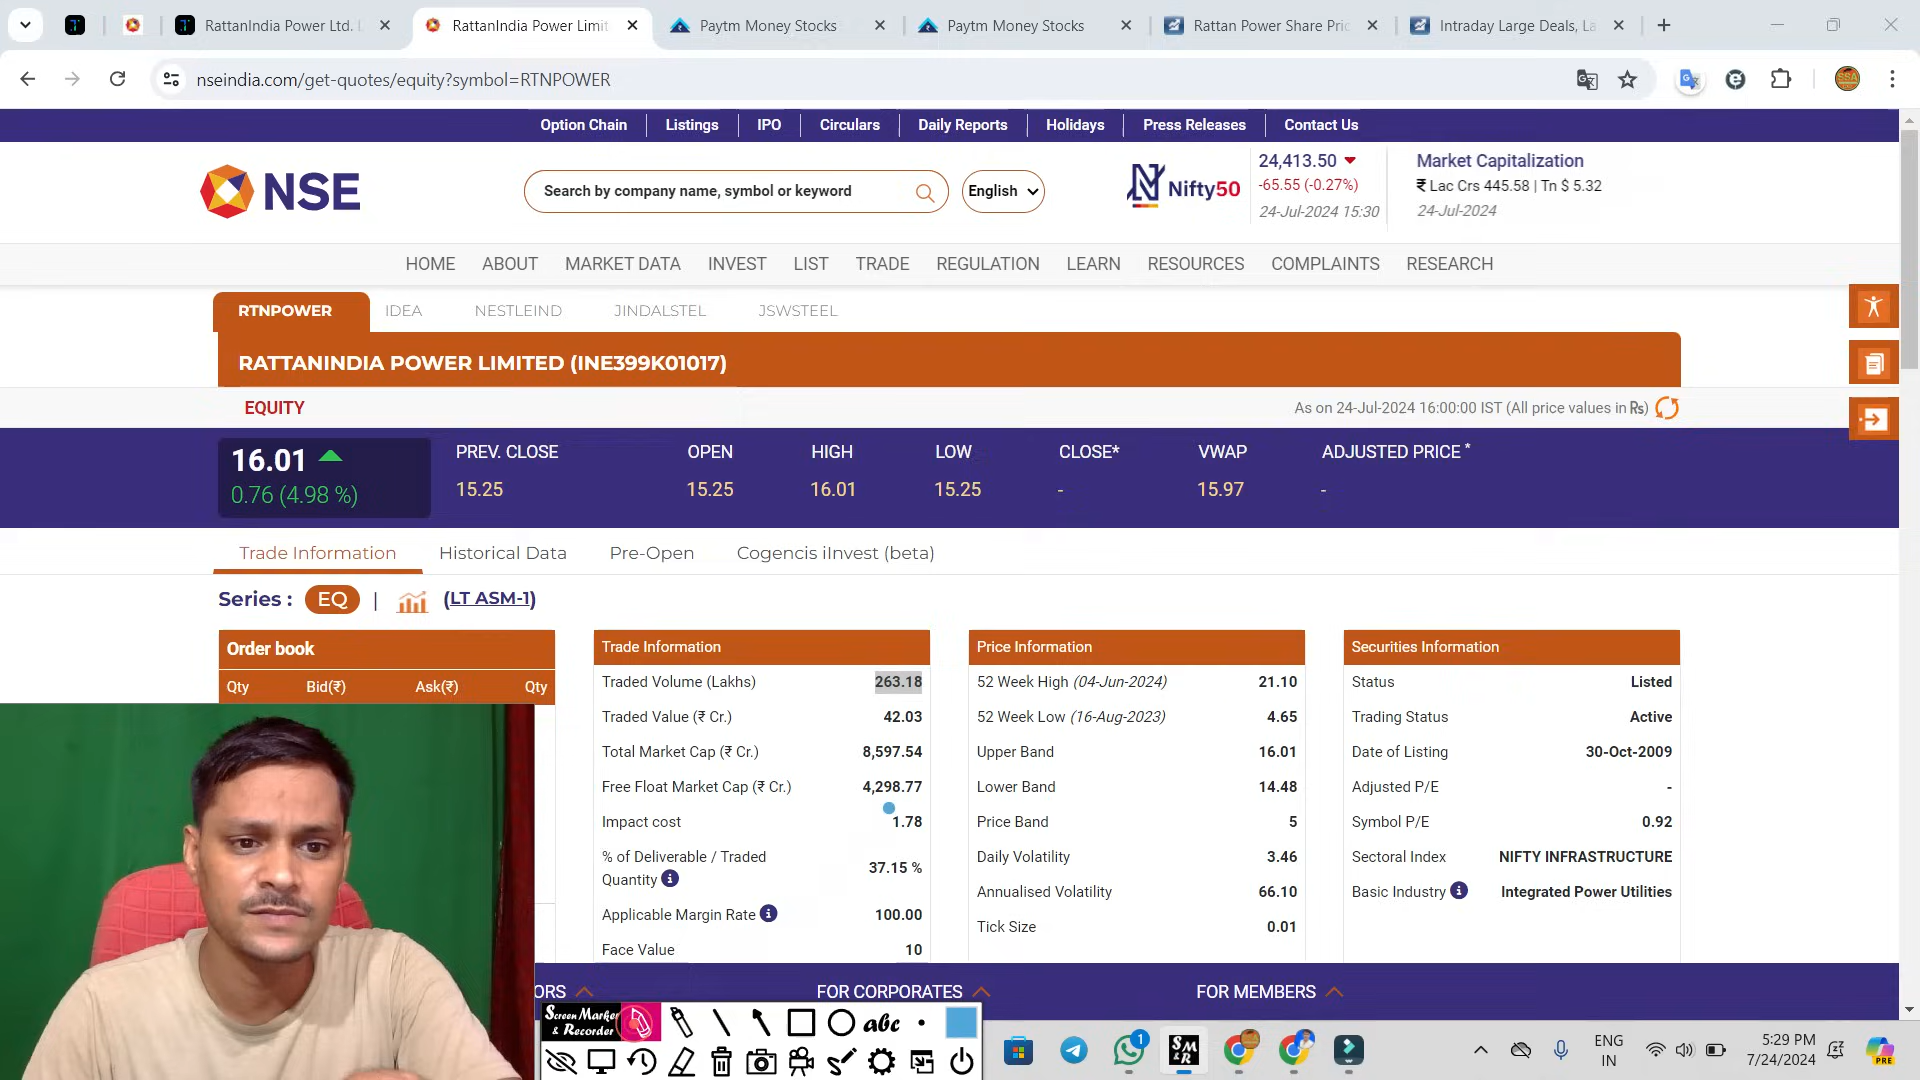 RattanIndia Power Ltd.
RattanIndia Power Limit
Paytm Money Stocks
Paytm Money Stocks
Rattan Power Share Pric
Intraday Large Deals, La
nseindia.com/get-quotes/equity?symbol=RTNPOWER
Option Chain
Listings
IPO
Circulars
Daily Reports
Holidays
Press Releases
Contact Us
NSE
Search by company name, symbol or keyword
English
Nifty50
24,413.50
-65.55 (-0.27%)
24-Jul-2024 15:30
Market Capitalization
₹ Lac Crs 445.58 | Tn $ 5.32
24-Jul-2024
HOME
ABOUT
MARKET DATA
INVEST
LIST
TRADE
REGULATION
LEARN
RESOURCES
COMPLAINTS
RESEARCH
RTNPOWER
IDEA
NESTLEIND
JINDALSTEL
JSWSTEEL
RATTANINDIA POWER LIMITED (INE399K01017)
EQUITY
As on 24-Jul-2024 16:00:00 IST (All price values in Rs)
16.01
0.76 (4.98 %)
PREV. CLOSE
OPEN
HIGH
LOW
CLOSE*
VWAP
ADJUSTED PRICE *
15.25
15.25
16.01
15.25
-
15.97
-
Trade Information
Historical Data
Pre-Open
Cogencis iInvest (beta)
Series :
EQ
|
(LT ASM-1)
Order book
Qty
Bid(₹)
Ask(₹)
Qty
Trade Information
Traded Volume (Lakhs) 263.18
Traded Value (₹ Cr.) 42.03
Total Market Cap (₹ Cr.) 8,597.54
Free Float Market Cap (₹ Cr.) 4,298.77
Impact cost 1.78
% of Deliverable / Traded
Quantity 37.15 %
Applicable Margin Rate 100.00
Face Value 10
Price Information
52 Week High (04-Jun-2024) 21.10
52 Week Low (16-Aug-2023) 4.65
Upper Band 16.01
Lower Band 14.48
Price Band 5
Daily Volatility 3.46
Annualised Volatility 66.10
Tick Size 0.01
Securities Information
Status Listed
Trading Status Active
Date of Listing 30-Oct-2009
Adjusted P/E -
Symbol P/E 0.92
Sectoral Index NIFTY INFRASTRUCTURE
Basic Industry Integrated Power Utilities
ORS
FOR CORPORATES
FOR MEMBERS
Screen Marker
& Recorder
abc
1
SM
&R
ENG
IN
5:29 PM
7/24/2024
PRE